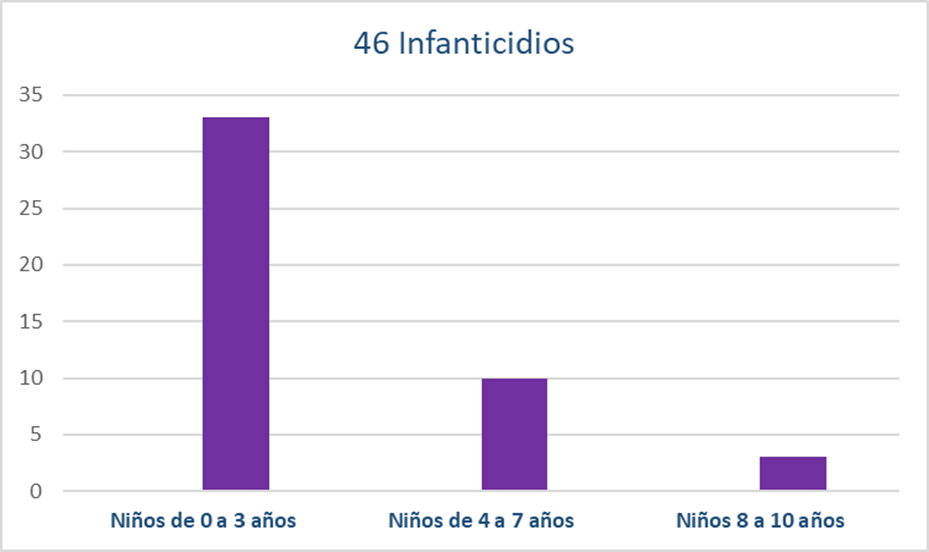 46 Infanticidios
35
30
25
20
15
10
5
0
Niños de 0 a 3 años
Niños de 4 a 7 años
Niños 8 a 10 años